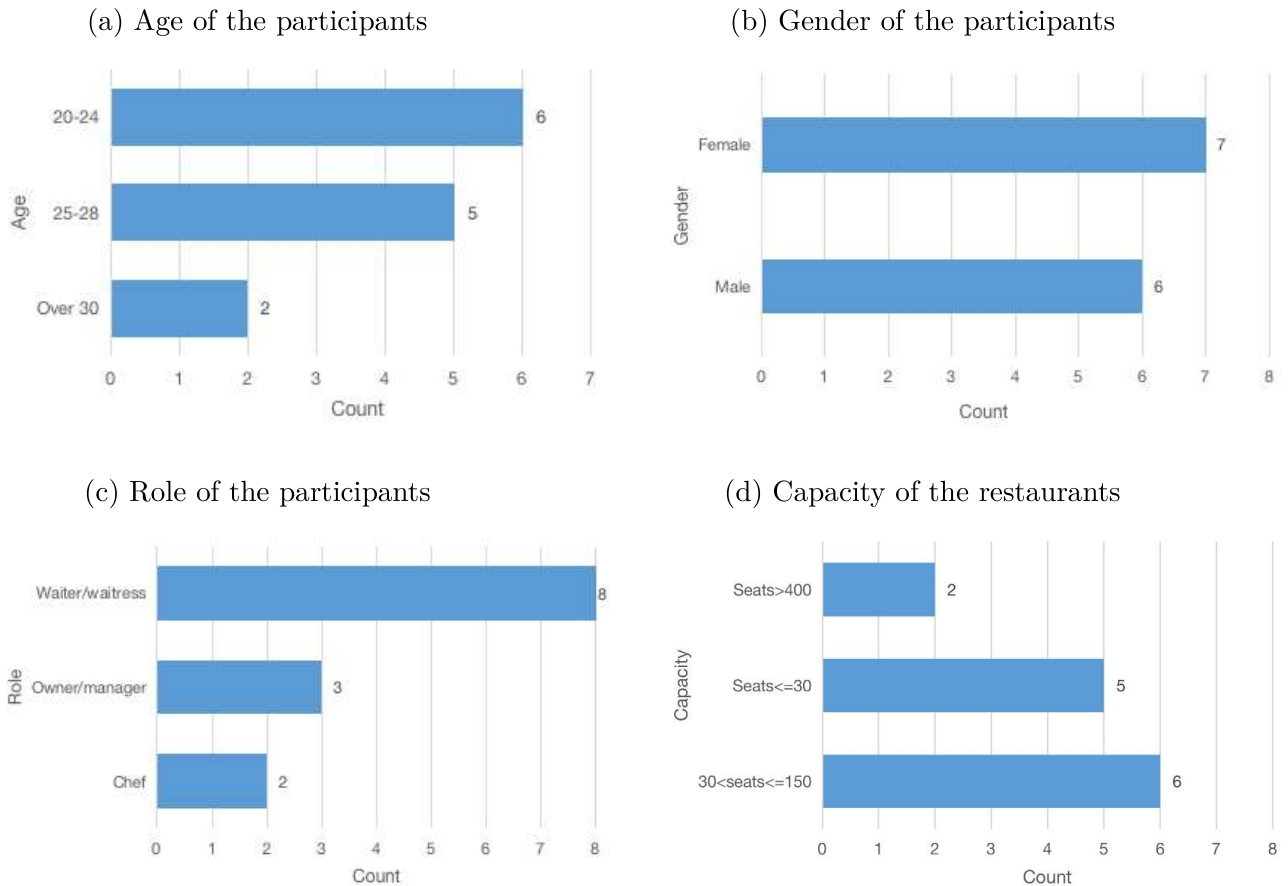 (a) Age of the participants
20-24
6
25-28
5
Over 30
2
Age
0 1 2 3 4 5 6 7
Count
(b) Gender of the participants
Female
7
Male
6
Gender
0 1 2 3 4 5 6 7 8
Count
(c) Role of the participants
Waiter/waitress
8
Owner/manager
3
Chef
2
Role
0 1 2 3 4 5 6 7 8
Count
(d) Capacity of the restaurants
Seats>400
2
Seats<=30
5
30<seats<=150
6
Capacity
0 1 2 3 4 5 6 7 8
Count